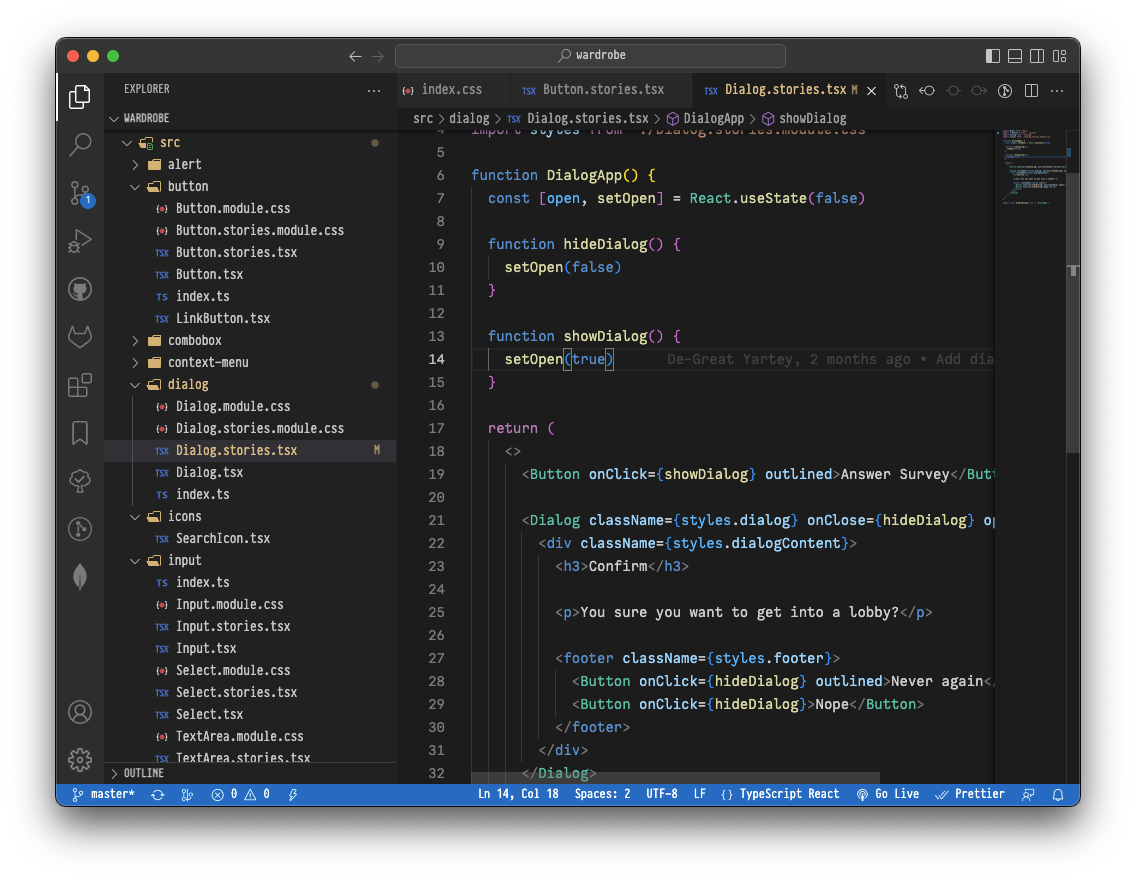 wardrobe
EXPLORER
WARDROBE
src
alert
button
Button.module.css
Button.stories.module.css
Button.stories.tsx
Button.tsx
index.ts
LinkButton.tsx
combobox
context-menu
dialog
Dialog.module.css
Dialog.stories.module.css
Dialog.stories.tsx M
Dialog.tsx
index.ts
icons
SearchIcon.tsx
input
index.ts
Input.module.css
Input.stories.tsx
Input.tsx
Select.module.css
Select.stories.tsx
Select.tsx
TextArea.module.css
TextArea.stories.tsx
OUTLINE
1
index.css
TSX Button.stories.tsx
TSX Dialog.stories.tsx M
src > dialog > TSX Dialog.stories.tsx > DialogApp > showDialog
4 import styles from './Dialog.stories.module.css'
5
6 function DialogApp() {
7 const [open, setOpen] = React.useState(false)
8
9 function hideDialog() {
10 setOpen(false)
11 }
12
13 function showDialog() {
14 setOpen(true) De-Great Yartey, 2 months ago • Add dia
15 }
16
17 return (
18 <>
19 <Button onClick={showDialog} outlined>Answer Survey</Butt
20
21 <Dialog className={styles.dialog} onClose={hideDialog} op
22 <div className={styles.dialogContent}>
23 <h3>Confirm</h3>
24
25 <p>You sure you want to get into a lobby?</p>
26
27 <footer className={styles.footer}>
28 <Button onClick={hideDialog} outlined>Never again</
29 <Button onClick={hideDialog}>Nope</Button>
30 </footer>
31 </div>
32 </Dialog>
master* 0 0 Ln 14, Col 18 Spaces: 2 UTF-8 LF {} TypeScript React Go Live Prettier